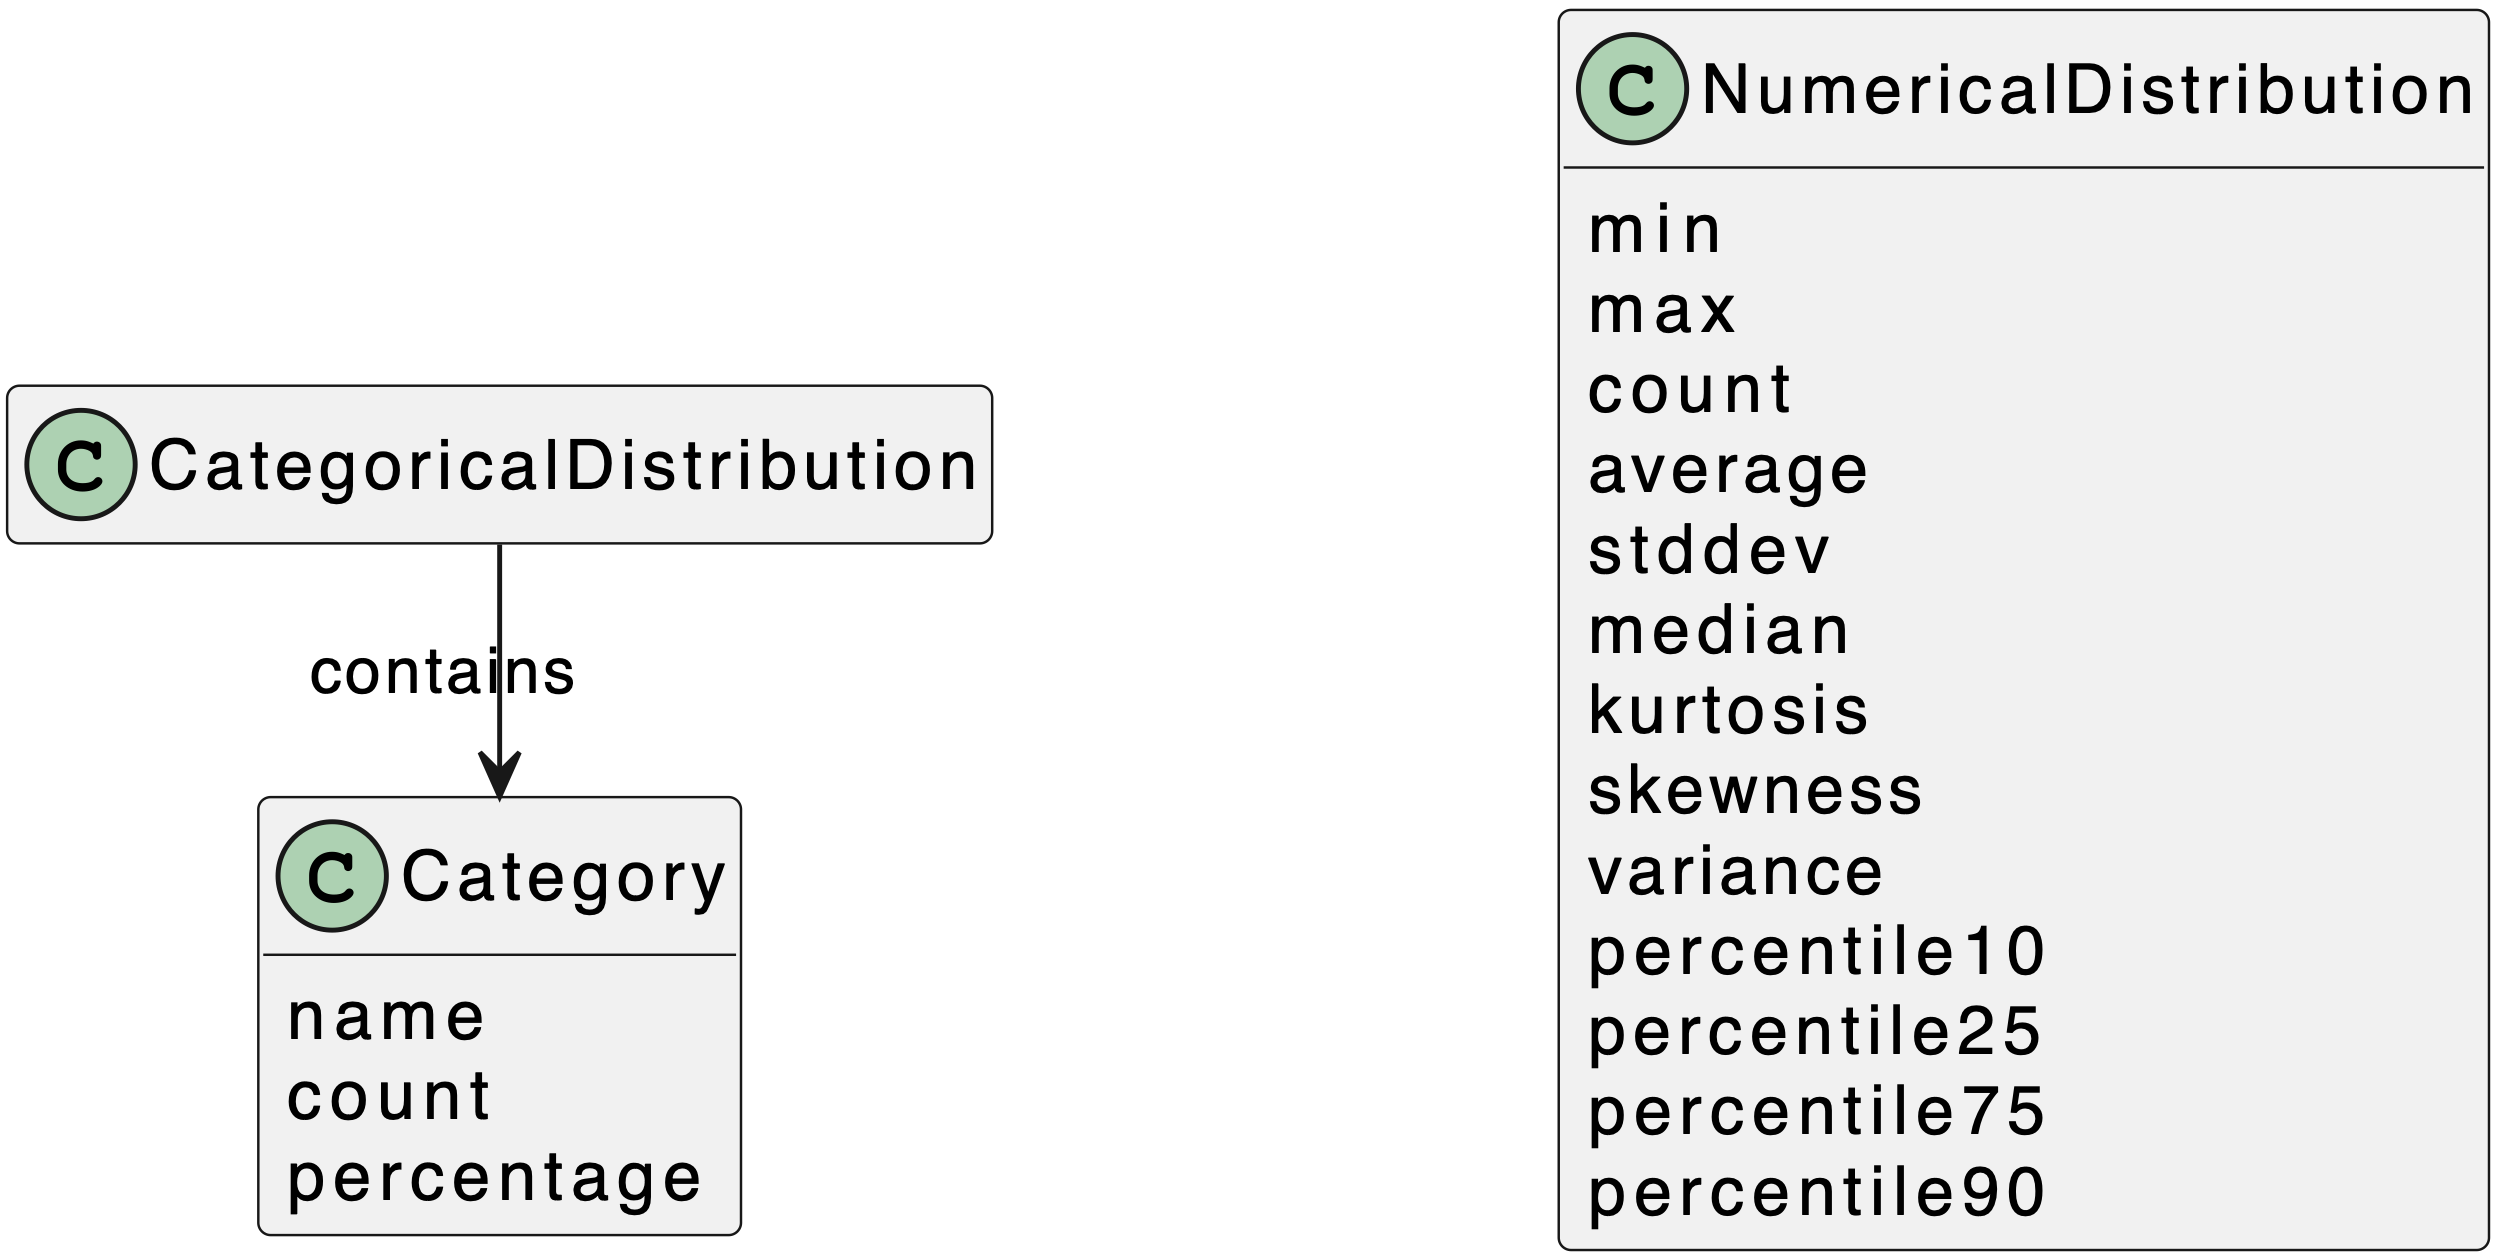 C CategoricalDistribution
contains
C Category
name
count
percentage
C NumericalDistribution
min
max
count
average
stddev
median
kurtosis
skewness
variance
percentile10
percentile25
percentile75
percentile90